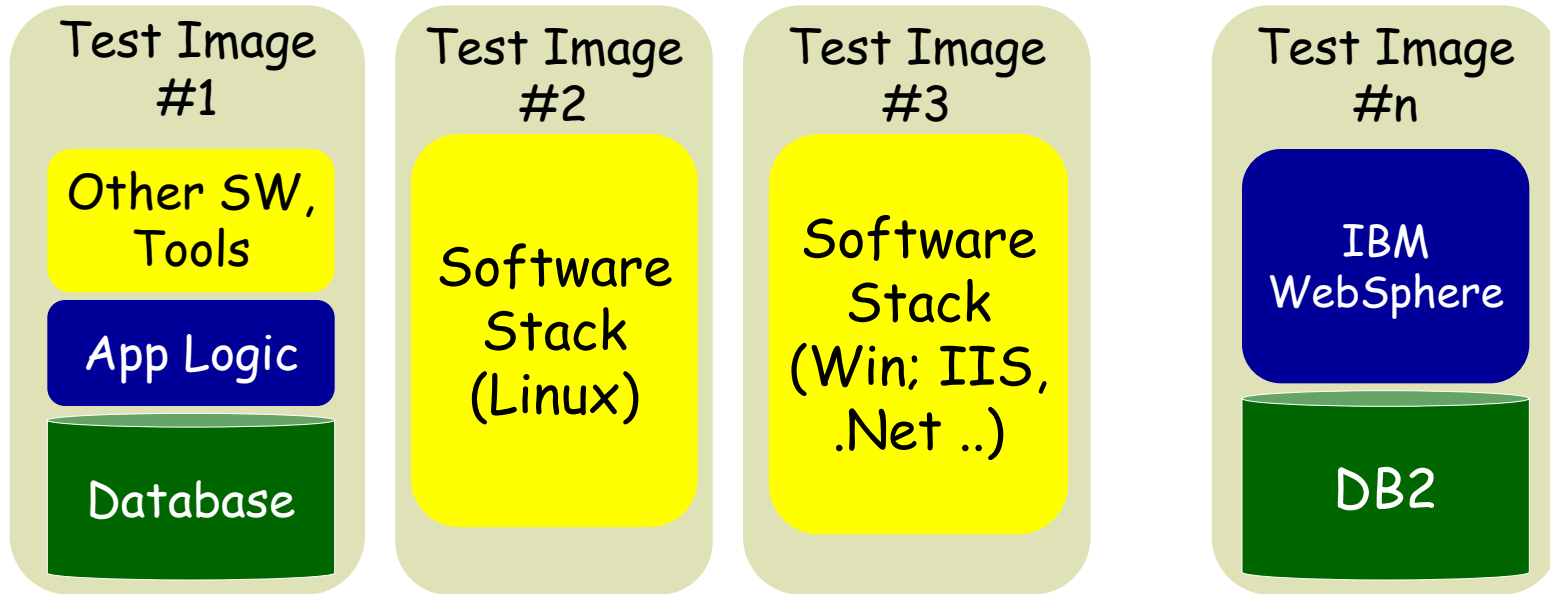 Test Image
#1
Other SW,
Tools
App Logic
Database
Test Image
#2
Software
Stack
(Linux)
Test Image
#3
Software
Stack
(Win; IIS,
.Net ..)
Test Image
#n
IBM
WebSphere
DB2